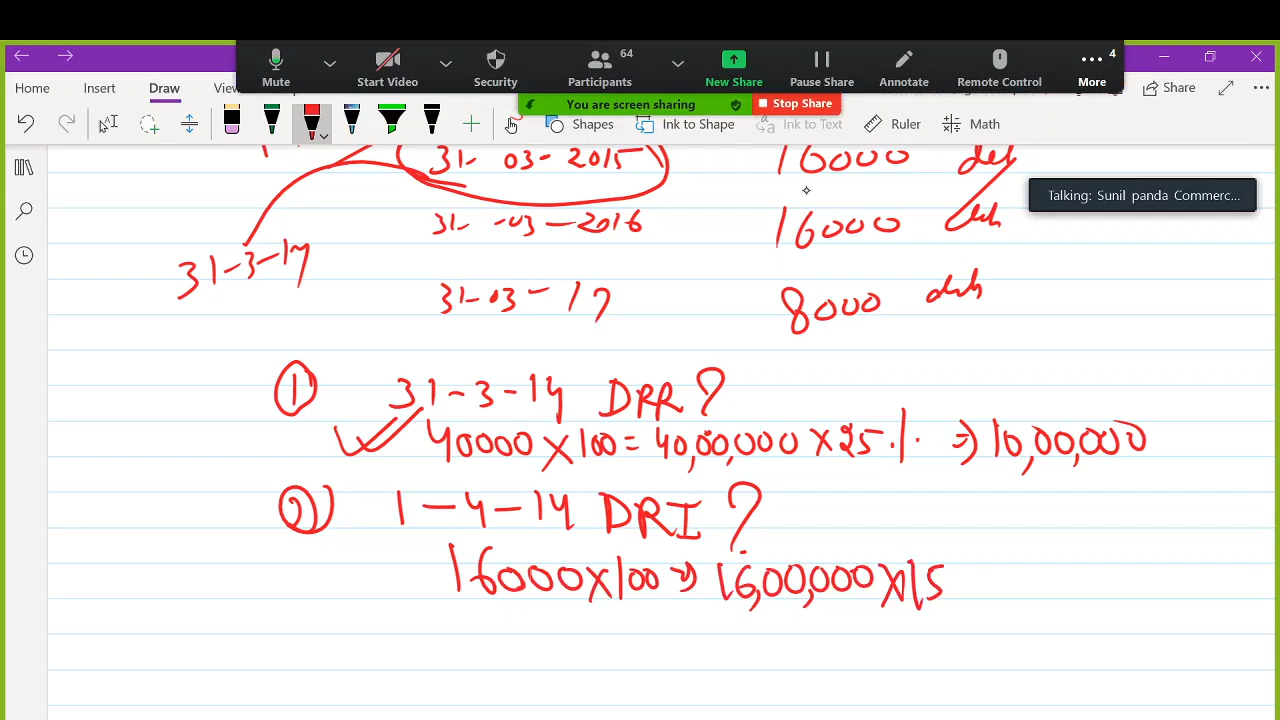 Mute
Start Video
Security
Participants
64
New Share
Pause Share
Annotate
Remote Control
More
4
You are screen sharing
Stop Share
Home
Insert
Draw
Share
Shapes
Ink to Shape
Ink to Text
Ruler
Math
Talking: Sunil panda Commerc...
31-03-2015 16000 deb
31-03-2016 16000 deb
31-3-17
31-03-17 8000 deb
1 31-3-14 DRR?
40000 X 100 = 40,00,000 X 25 % ⇒ 10,00,000
2 1-4-14 DRI?
16000 X 100 ⇒ 16,00,000 X 15